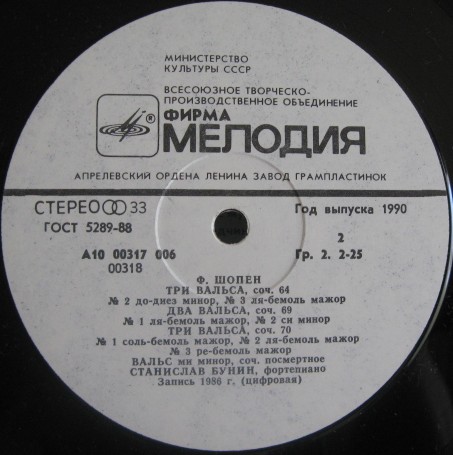 МИНИСТЕРСТВО
КУЛЬТУРЫ СССР
ВСЕСОЮЗНОЕ ТВОРЧЕСКО-
ПРОИЗВОДСТВЕННОЕ ОБЪЕДИНЕНИЕ
®
ФИРМА
МЕЛОДИЯ
АПРЕЛЕВСКИЙ ОРДЕНА ЛЕНИНА ЗАВОД ГРАМПЛАСТИНОК
СТЕРЕО 33
Год выпуска 1990
ГОСТ 5289-88
2
А10 00317 006
Гр. 2. 2-25
00318
Ф. ШОПЕН
ТРИ ВАЛЬСА, соч. 64
№ 2 до-диез минор, № 3 ля-бемоль мажор
ДВА ВАЛЬСА, соч. 69
№ 1 ля-бемоль мажор, № 2 си минор
ТРИ ВАЛЬСА, соч. 70
№ 1 соль-бемоль мажор, № 2 ля-бемоль мажор
№ 3 ре-бемоль мажор
ВАЛЬС ми минор, соч. посмертное
СТАНИСЛАВ БУНИН, фортепиано
Запись 1986 г. (цифровая)